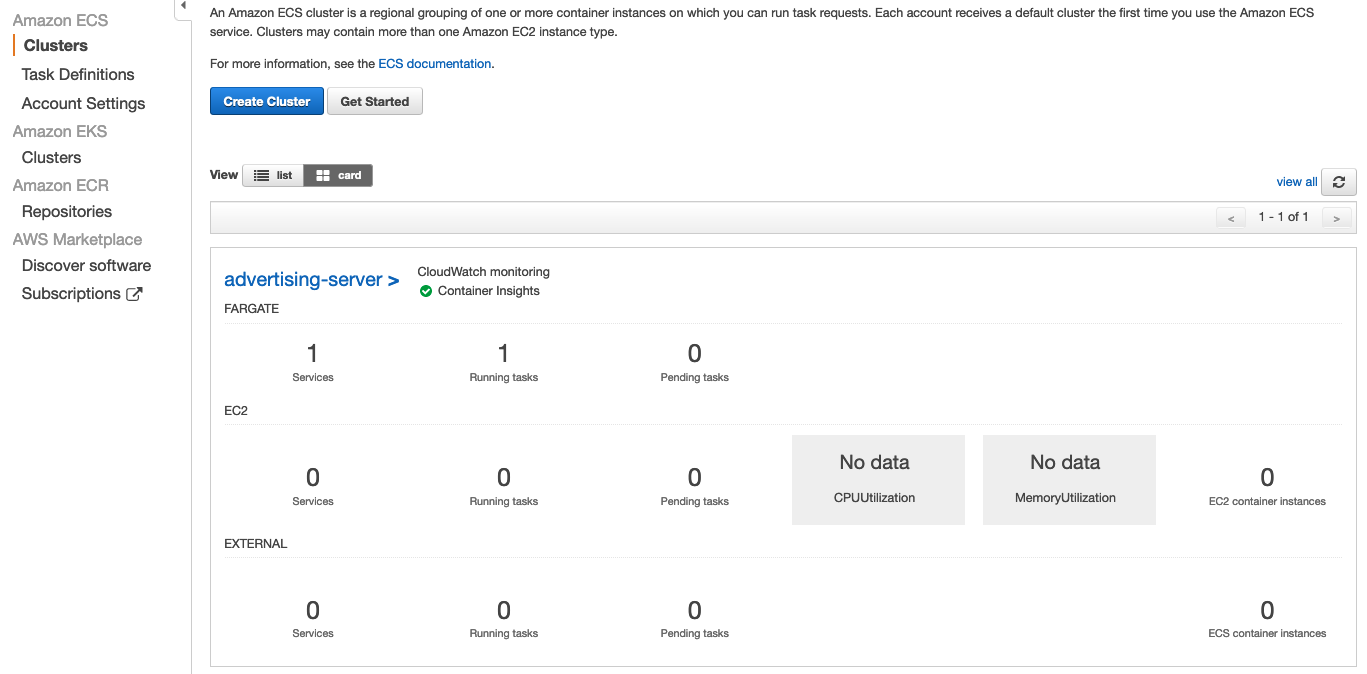 Amazon ECS
Clusters
Task Definitions
Account Settings
Amazon EKS
Clusters
Amazon ECR
Repositories
AWS Marketplace
Discover software
Subscriptions
An Amazon ECS cluster is a regional grouping of one or more container instances on which you can run task requests. Each account receives a default cluster the first time you use the Amazon ECS
service. Clusters may contain more than one Amazon EC2 instance type.
For more information, see the ECS documentation.
Create Cluster Get Started
View list card
view all
< 1 - 1 of 1 >
advertising-server > CloudWatch monitoring
Container Insights
FARGATE
1 1 0
Services Running tasks Pending tasks
EC2
No data No data
0 0 0 0
CPUUtilization MemoryUtilization
Services Running tasks Pending tasks EC2 container instances
EXTERNAL
0 0 0 0
Services Running tasks Pending tasks ECS container instances